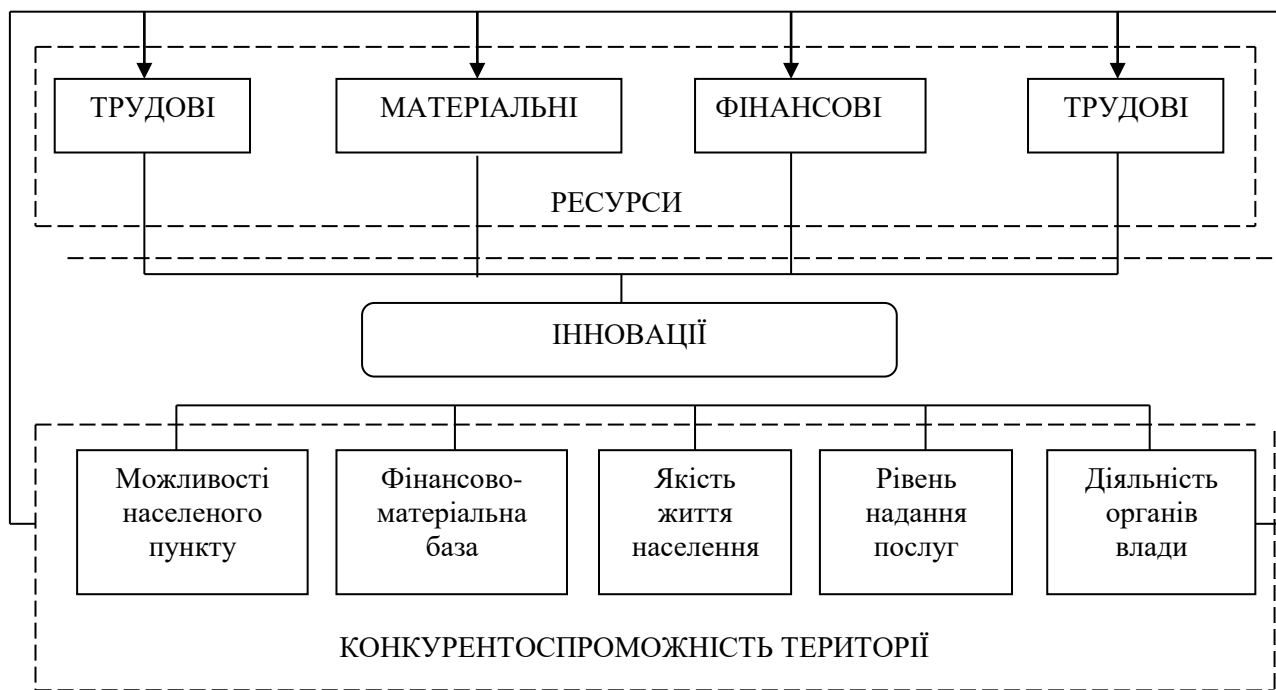 ТРУДОВІ
МАТЕРІАЛЬНІ
ФІНАНСОВІ
ТРУДОВІ
РЕСУРСИ
ІННОВАЦІЇ
Можливості
населеного
пункту
Фінансово-
матеріальна
база
Якість
життя
населення
Рівень
надання
послуг
Діяльність
органів
влади
КОНКУРЕНТОСПРОМОЖНІСТЬ ТЕРИТОРІЇ